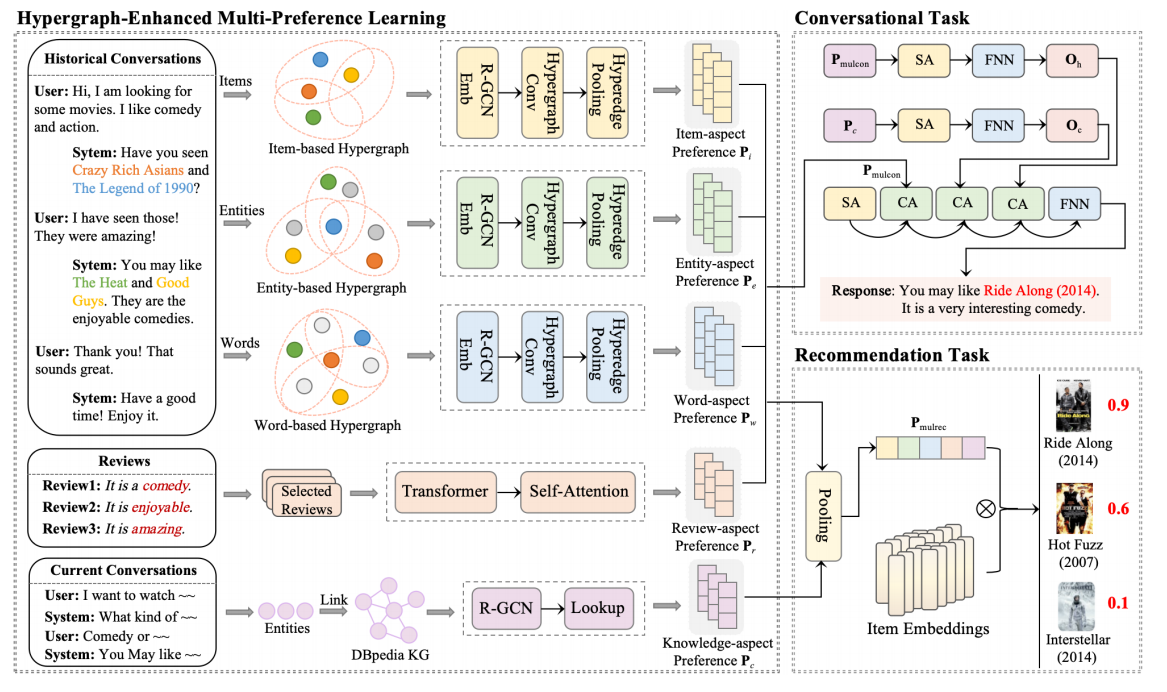 Hypergraph-Enhanced Multi-Preference Learning
Historical Conversations
User: Hi, I am looking for
some movies. I like comedy
and action.
Sytem: Have you seen
Crazy Rich Asians and
The Legend of 1990?
User: I have seen those!
They were amazing!
Sytem: You may like
The Heat and Good
Guys. They are the
enjoyable comedies.
User: Thank you! That
sounds great.
Sytem: Have a good
time! Enjoy it.
Items
Item-based Hypergraph
R-GCN
Emb
Hypergraph
Conv
Hyperedge
Pooling
Item-aspect
Preference Pi
Entities
Entity-based Hypergraph
R-GCN
Emb
Hypergraph
Conv
Hyperedge
Pooling
Entity-aspect
Preference Pe
Words
Word-based Hypergraph
R-GCN
Emb
Hypergraph
Conv
Hyperedge
Pooling
Word-aspect
Preference Pw
Reviews
Review1: It is a comedy.
Review2: It is enjoyable.
Review3: It is amazing.
Selected
Reviews
Transformer
Self-Attention
Review-aspect
Preference Pr
Current Conversations
User: I want to watch ~~
System: What kind of ~~
User: Comedy or ~~
System: You May like ~~
Entities
Link
DBpedia KG
R-GCN
Lookup
Knowledge-aspect
Preference Pc
Conversational Task
Pmulcon
SA
FNN
Oh
Pc
SA
FNN
Oc
Pmulcon
SA
CA
CA
CA
FNN
Response: You may like Ride Along (2014).
It is a very interesting comedy.
Recommendation Task
Pooling
Pmulrec
⊗
Item Embeddings
0.9
Ride Along
(2014)
HOT FUZZ
0.6
Hot Fuzz
(2007)
0.1
Interstellar
(2014)